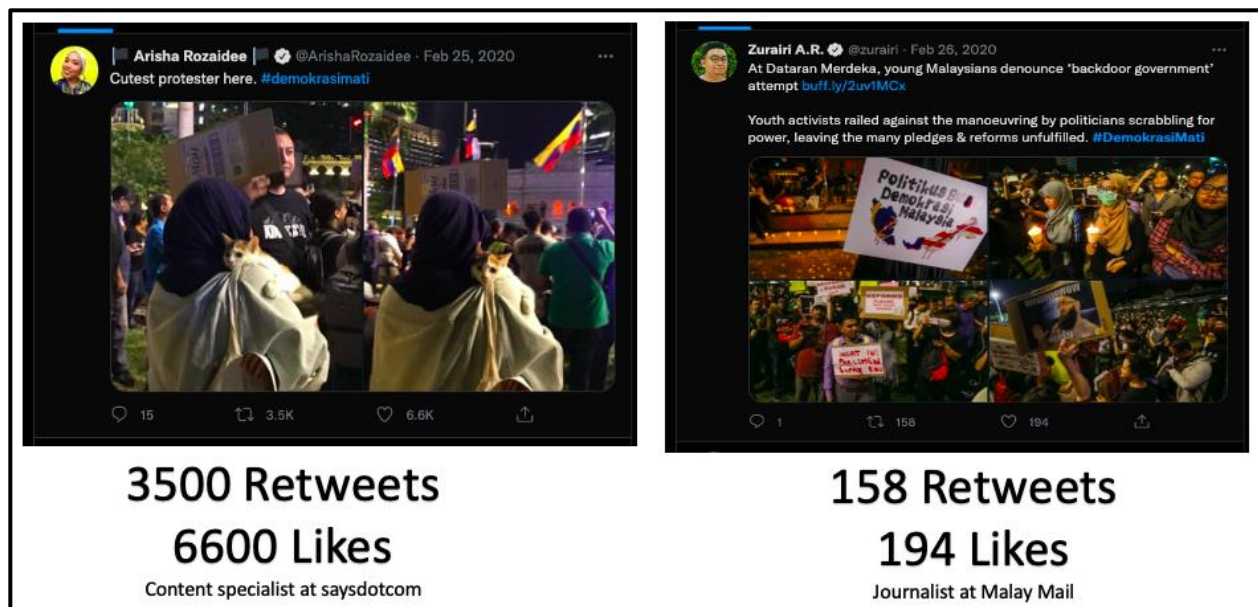 Arisha Rozaidee @ArishaRozaidee · Feb 25, 2020
Cutest protester here. #demokrasimati
15 3.5K 6.6K
3500 Retweets
6600 Likes
Content specialist at saysdotcom
Zurairi A.R. @zurairi · Feb 26, 2020
At Dataran Merdeka, young Malaysians denounce ‘backdoor government’
attempt buff.ly/2uv1MCx
Youth activists railed against the manoeuvring by politicians scrabbling for
power, leaving the many pledges & reforms unfulfilled. #DemokrasiMati
Politikus
Demokrasi
Malaysia
REFORMS
1 158 194
158 Retweets
194 Likes
Journalist at Malay Mail